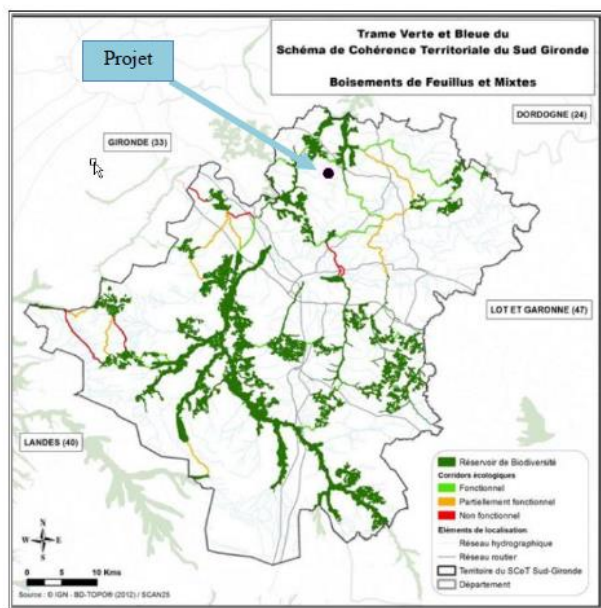 Trame Verte et Bleue du
Schéma de Cohérence Territoriale du Sud Gironde
Boisements de Feuillus et Mixtes
Projet
DORDOGNE (24)
GIRONDE (33)
LOT ET GARONNE (47)
LANDES (40)
Réservoir de Biodiversité
Corridors écologiques
Fonctionnel
Partiellement fonctionnel
Non fonctionnel
Eléments de localisation
Réseau hydrographique
Réseau routier
Territoire du SCoT Sud-Gironde
Département
N
W E
S
0 5 10 Kms
Source : © IGN - BD-TOPO® (2012) / SCAN25